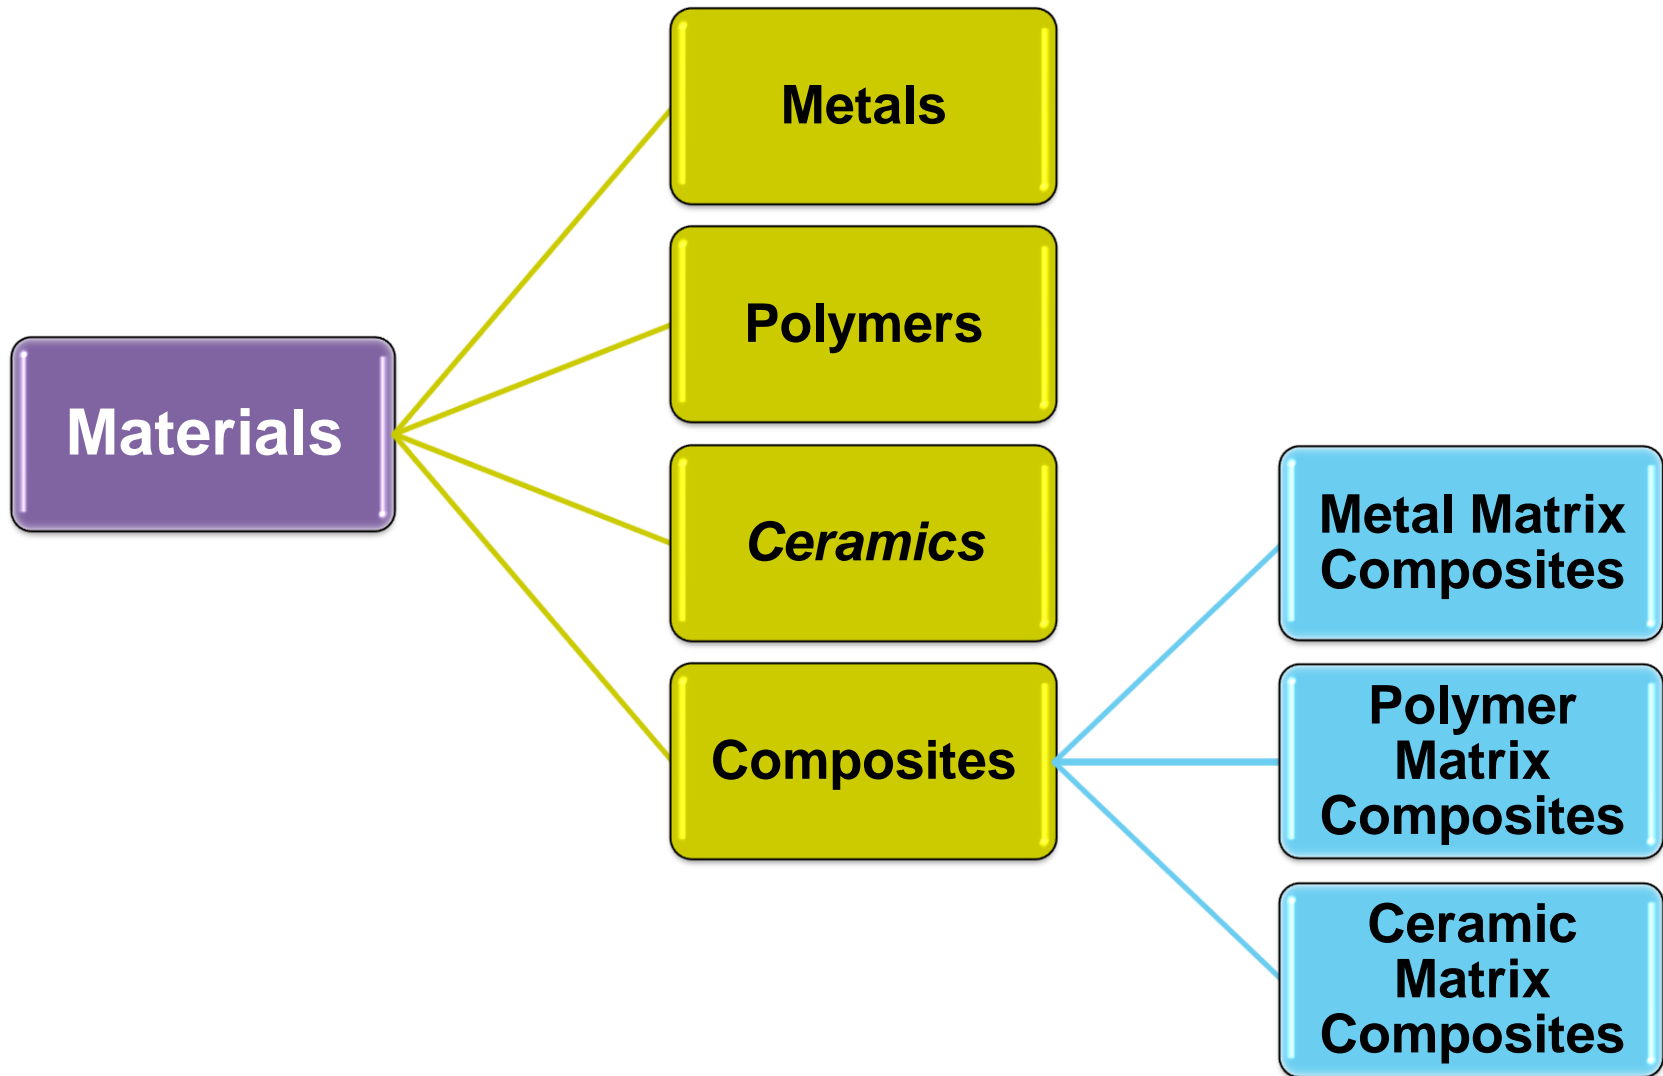 Materials
Metals
Polymers
Ceramics
Composites
Metal Matrix
Composites
Polymer
Matrix
Composites
Ceramic
Matrix
Composites